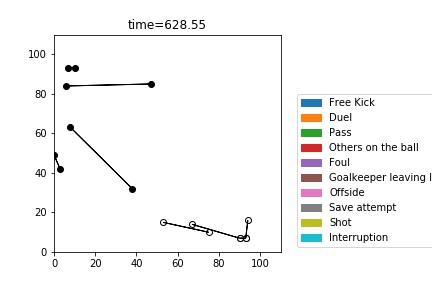 time=628.55
100
80
60
40
20
0
0 20 40 60 80 100
Free Kick
Duel
Pass
Others on the ball
Foul
Goalkeeper leaving l
Offside
Save attempt
Shot
Interruption